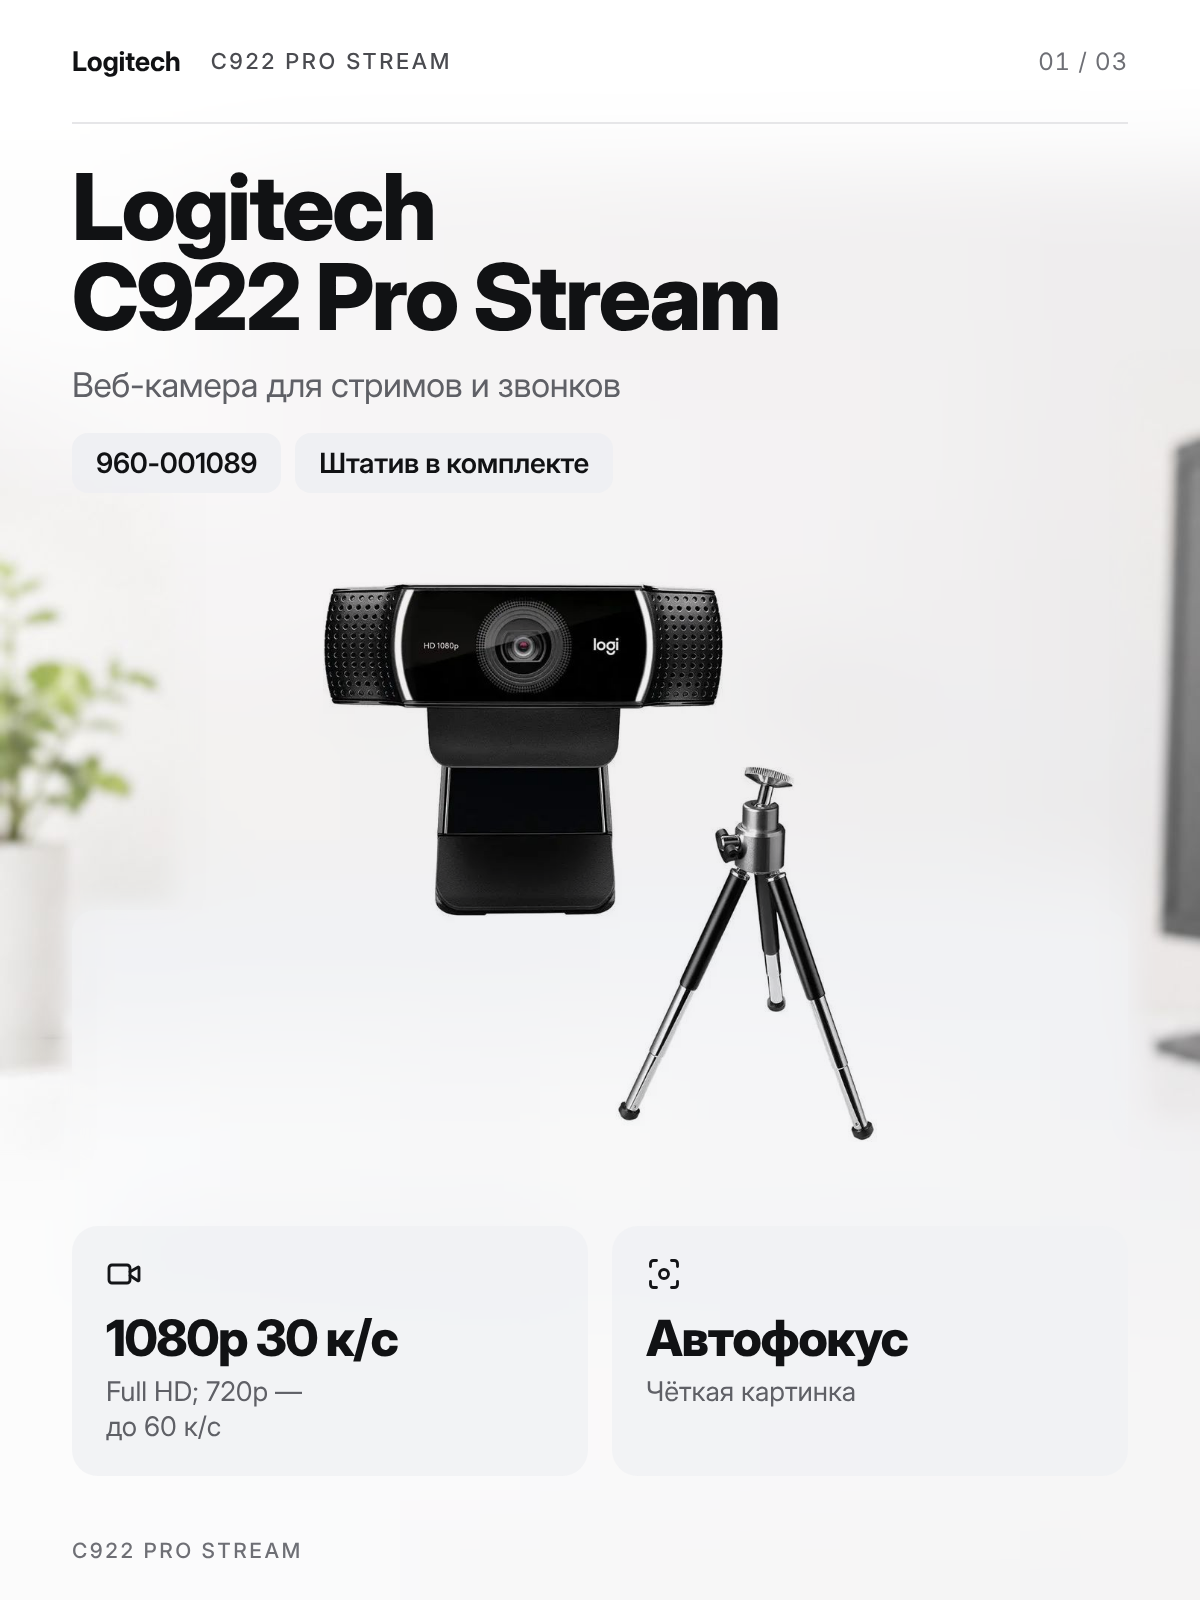 Logitech C922 PRO STREAM 01 / 03
Logitech
C922 Pro Stream
Веб-камера для стримов и звонков
960-001089 Штатив в комплекте
HD 1080p logi
1080p 30 к/с
Full HD; 720p —
до 60 к/с
Автофокус
Чёткая картинка
C922 PRO STREAM